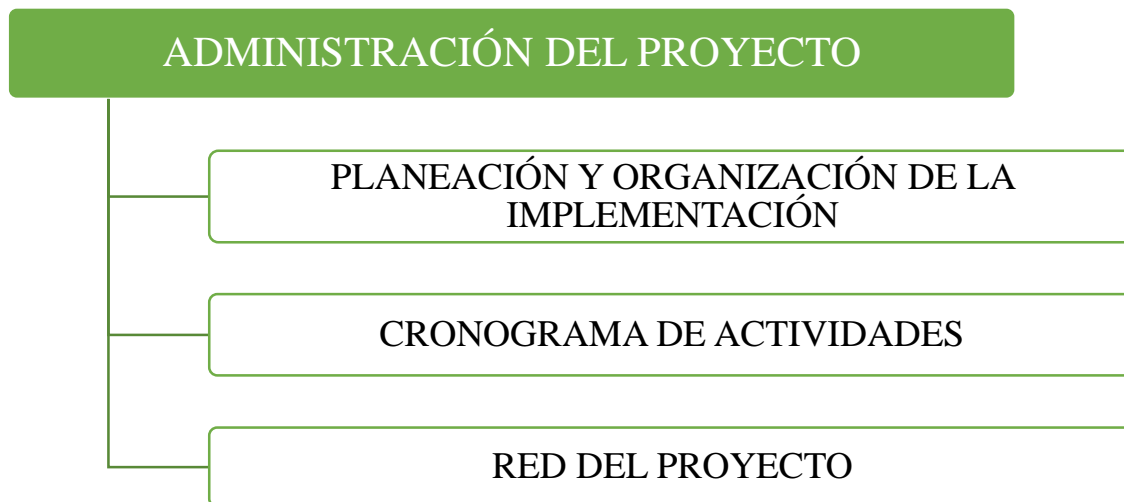 ADMINISTRACIÓN DEL PROYECTO
PLANEACIÓN Y ORGANIZACIÓN DE LA
IMPLEMENTACIÓN
CRONOGRAMA DE ACTIVIDADES
RED DEL PROYECTO